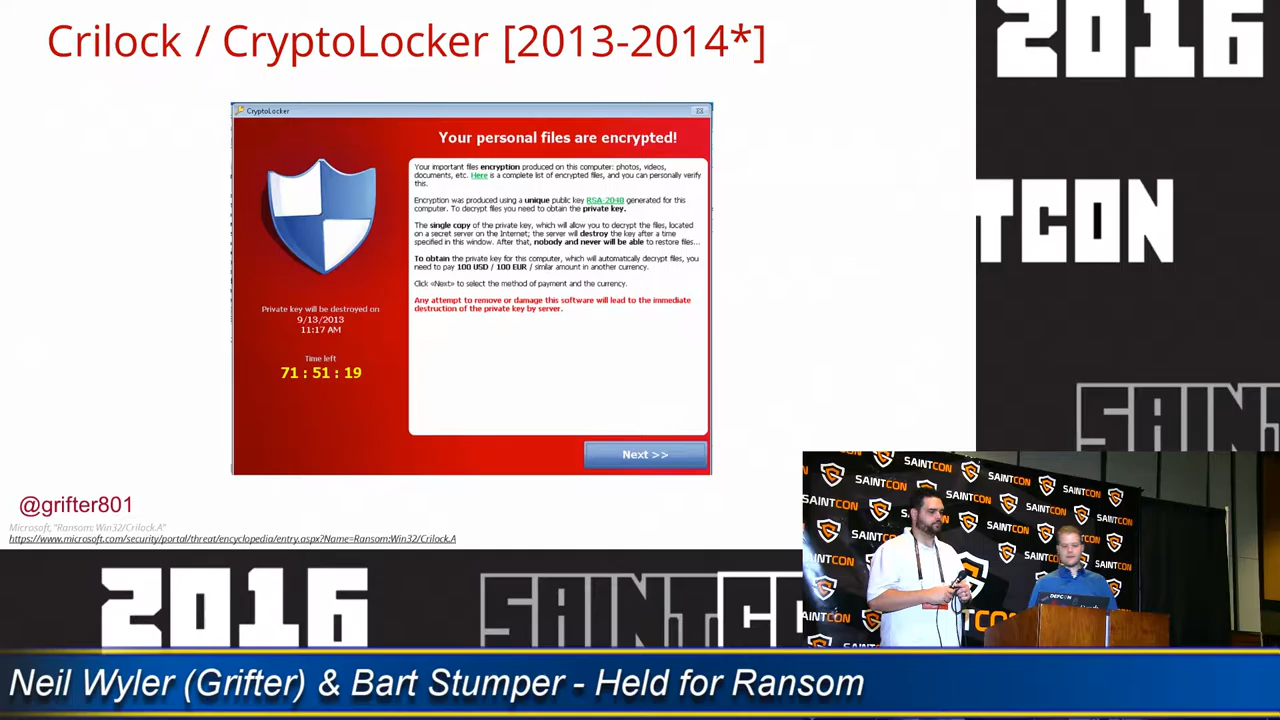 Crilock / CryptoLocker [2013-2014*]
CryptoLocker
Your personal files are encrypted!
Your important files encryption produced on this computer: photos, videos,
documents, etc. Here is a complete list of encrypted files, and you can personally verify
this.
Encryption was produced using a unique public key RSA-2048 generated for this
computer. To decrypt files you need to obtain the private key.
The single copy of the private key, which will allow you to decrypt the files, located
on a secret server on the Internet; the server will destroy the key after a time
specified in this window. After that, nobody and never will be able to restore files...
To obtain the private key for this computer, which will automatically decrypt files, you
need to pay 100 USD / 100 EUR / similar amount in another currency.
Click «Next» to select the method of payment and the currency.
Any attempt to remove or damage this software will lead to the immediate
destruction of the private key by server.
Private key will be destroyed on
9/13/2013
11:17 AM
Time left
71 : 51 : 19
Next >>
@grifter801
Microsoft, "Ransom: Win32/Crilock.A"
https://www.microsoft.com/security/portal/threat/encyclopedia/entry.aspx?Name=Ransom:Win32/Crilock.A
2016
TCON
SAIN
SAINTCON
SAINTCON
SAINTCON
SAINTCON
SAINTCON
SAINTCON
CON
DEFCON
2016
SAINTCO
Neil Wyler (Grifter) & Bart Stumper - Held for Ransom